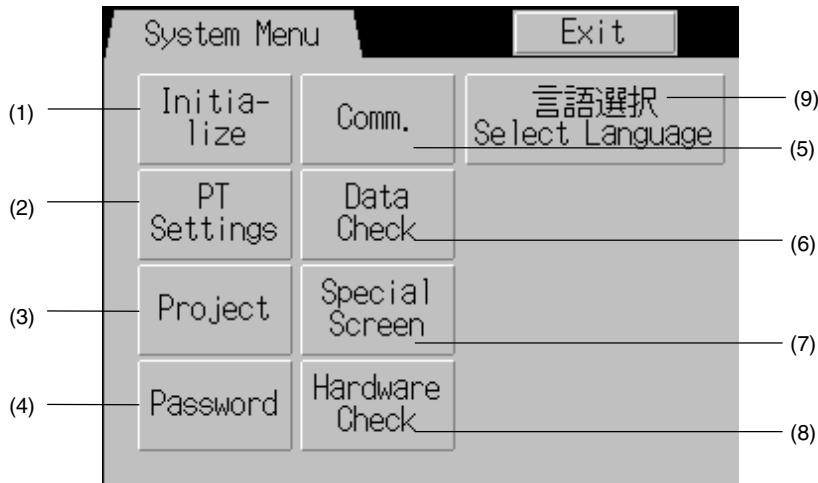 System Menu
Exit
(1)
Initia-
lize
Comm.
言語選択
Select Language
(9)
(5)
(2)
PT
Settings
Data
Check
(6)
(3)
Project
Special
Screen
(7)
(4)
Password
Hardware
Check
(8)